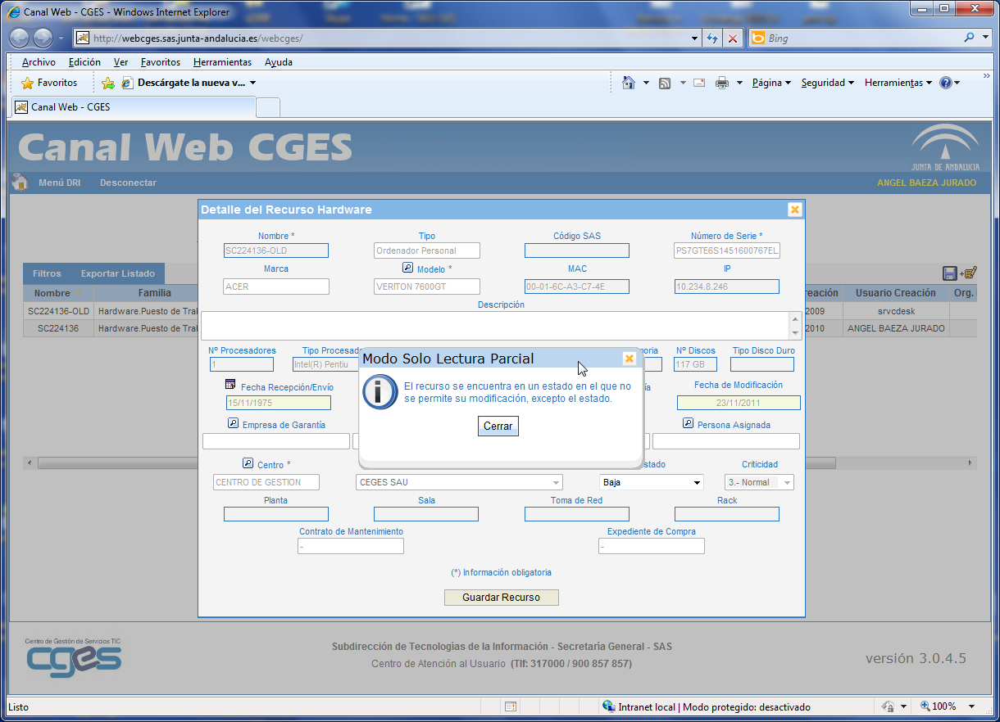 Canal Web - CGES - Windows Internet Explorer
http://webcges.sas.junta-andalucia.es/webcges/
Bing
Archivo Edición Ver Favoritos Herramientas Ayuda
Favoritos Descárgate la nueva v... Página Seguridad Herramientas
Canal Web - CGES
Canal Web CGES
JUNTA DE ANDALUCIA
Menú DRI Desconectar ANGEL BAEZA JURADO
Detalle del Recurso Hardware
Nombre * Tipo Código SAS Número de Serie *
SC224136-OLD Ordenador Personal PS7GTE6S1451600767EL
Marca Modelo * MAC IP
ACER VERITON 7600GT 00-01-6C-A3-C7-4E 10.234.8.246
Filtros Exportar Listado
Descripción
Nombre Familia eación Usuario Creación Org.
SC224136-OLD Hardware.Puesto de Tral 2009 srvcdesk
SC224136 Hardware.Puesto de Tral 2010 ANGEL BAEZA JURADO
Nº Procesadores Tipo Procesado moria Nº Discos Tipo Disco Duro
1 Intel(R) Pentiu 117 GB
Modo Solo Lectura Parcial
El recurso se encuentra en un estado en el que no
se permite su modificación, excepto el estado.
Cerrar
Fecha Recepción/Envío ía Fecha de Modificación
15/11/1975 23/11/2011
Empresa de Garantía Persona Asignada
Centro * stado Criticidad
CENTRO DE GESTION CEGES SAU Baja 3.- Normal
Planta Sala Toma de Red Rack
Contrato de Mantenimiento Expediente de Compra
- -
(*) Información obligatoria
Guardar Recurso
Centro de Gestión de Servicios TIC
cges
Subdirección de Tecnologías de la Información - Secretaría General - SAS
Centro de Atención al Usuario (Tlf: 317000 / 900 857 857)
versión 3.0.4.5
Listo Intranet local | Modo protegido: desactivado 100%